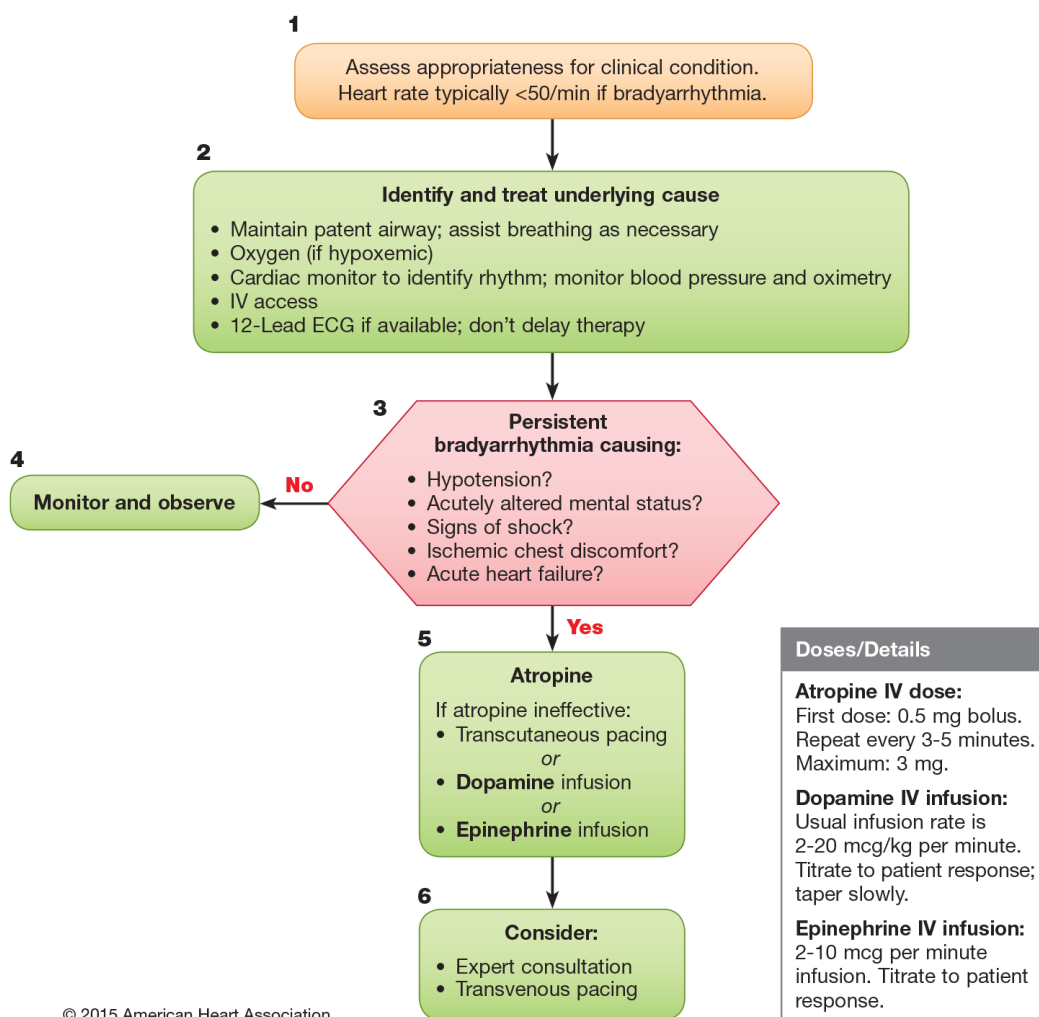 1
Assess appropriateness for clinical condition.
Heart rate typically <50/min if bradyarrhythmia.
2
Identify and treat underlying cause
• Maintain patent airway; assist breathing as necessary
• Oxygen (if hypoxemic)
• Cardiac monitor to identify rhythm; monitor blood pressure and oximetry
• IV access
• 12-Lead ECG if available; don't delay therapy
3
Persistent
bradyarrhythmia causing:
• Hypotension?
• Acutely altered mental status?
• Signs of shock?
• Ischemic chest discomfort?
• Acute heart failure?
No
4
Monitor and observe
Yes
5
Atropine
If atropine ineffective:
• Transcutaneous pacing
or
• Dopamine infusion
or
• Epinephrine infusion
6
Consider:
• Expert consultation
• Transvenous pacing
Doses/Details
Atropine IV dose:
First dose: 0.5 mg bolus.
Repeat every 3-5 minutes.
Maximum: 3 mg.
Dopamine IV infusion:
Usual infusion rate is
2-20 mcg/kg per minute.
Titrate to patient response;
taper slowly.
Epinephrine IV infusion:
2-10 mcg per minute
infusion. Titrate to patient
response.
© 2015 American Heart Association